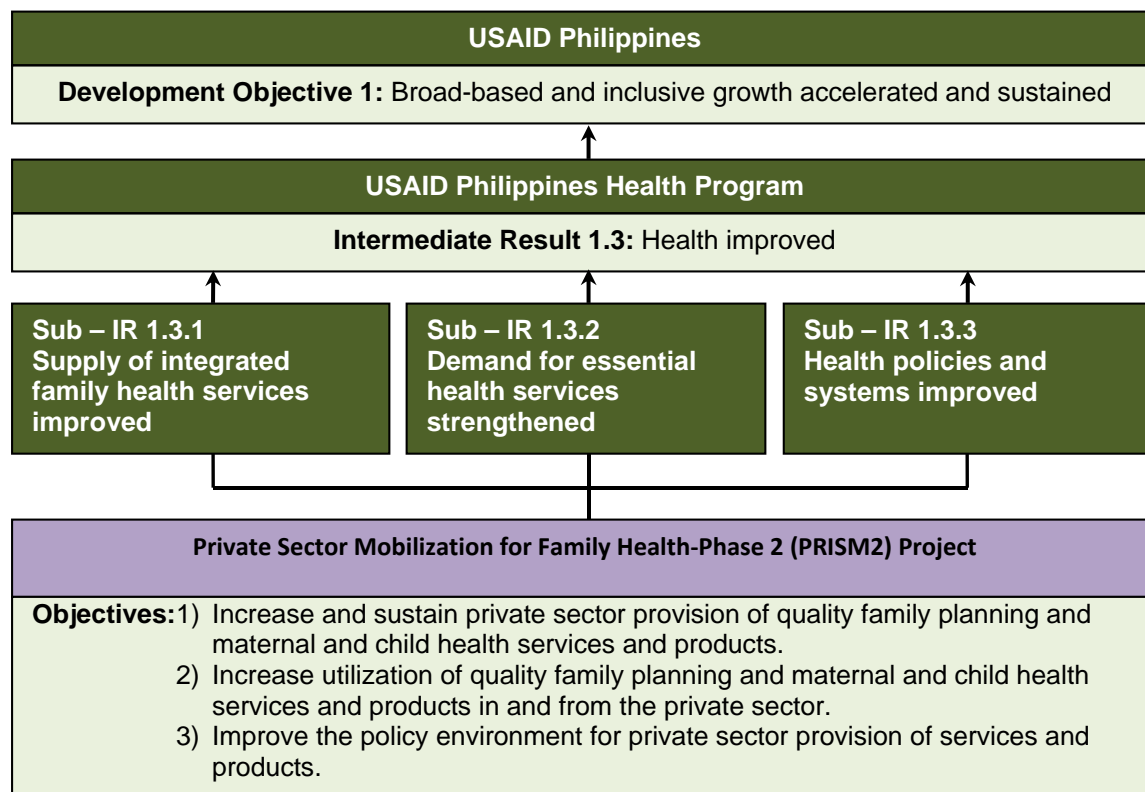 USAID Philippines
Development Objective 1: Broad-based and inclusive growth accelerated and sustained
USAID Philippines Health Program
Intermediate Result 1.3: Health improved
Sub – IR 1.3.1
Supply of integrated
family health services
improved
Sub – IR 1.3.2
Demand for essential
health services
strengthened
Sub – IR 1.3.3
Health policies and
systems improved
Private Sector Mobilization for Family Health-Phase 2 (PRISM2) Project
Objectives: 1) Increase and sustain private sector provision of quality family planning and
maternal and child health services and products.
2) Increase utilization of quality family planning and maternal and child health
services and products in and from the private sector.
3) Improve the policy environment for private sector provision of services and
products.